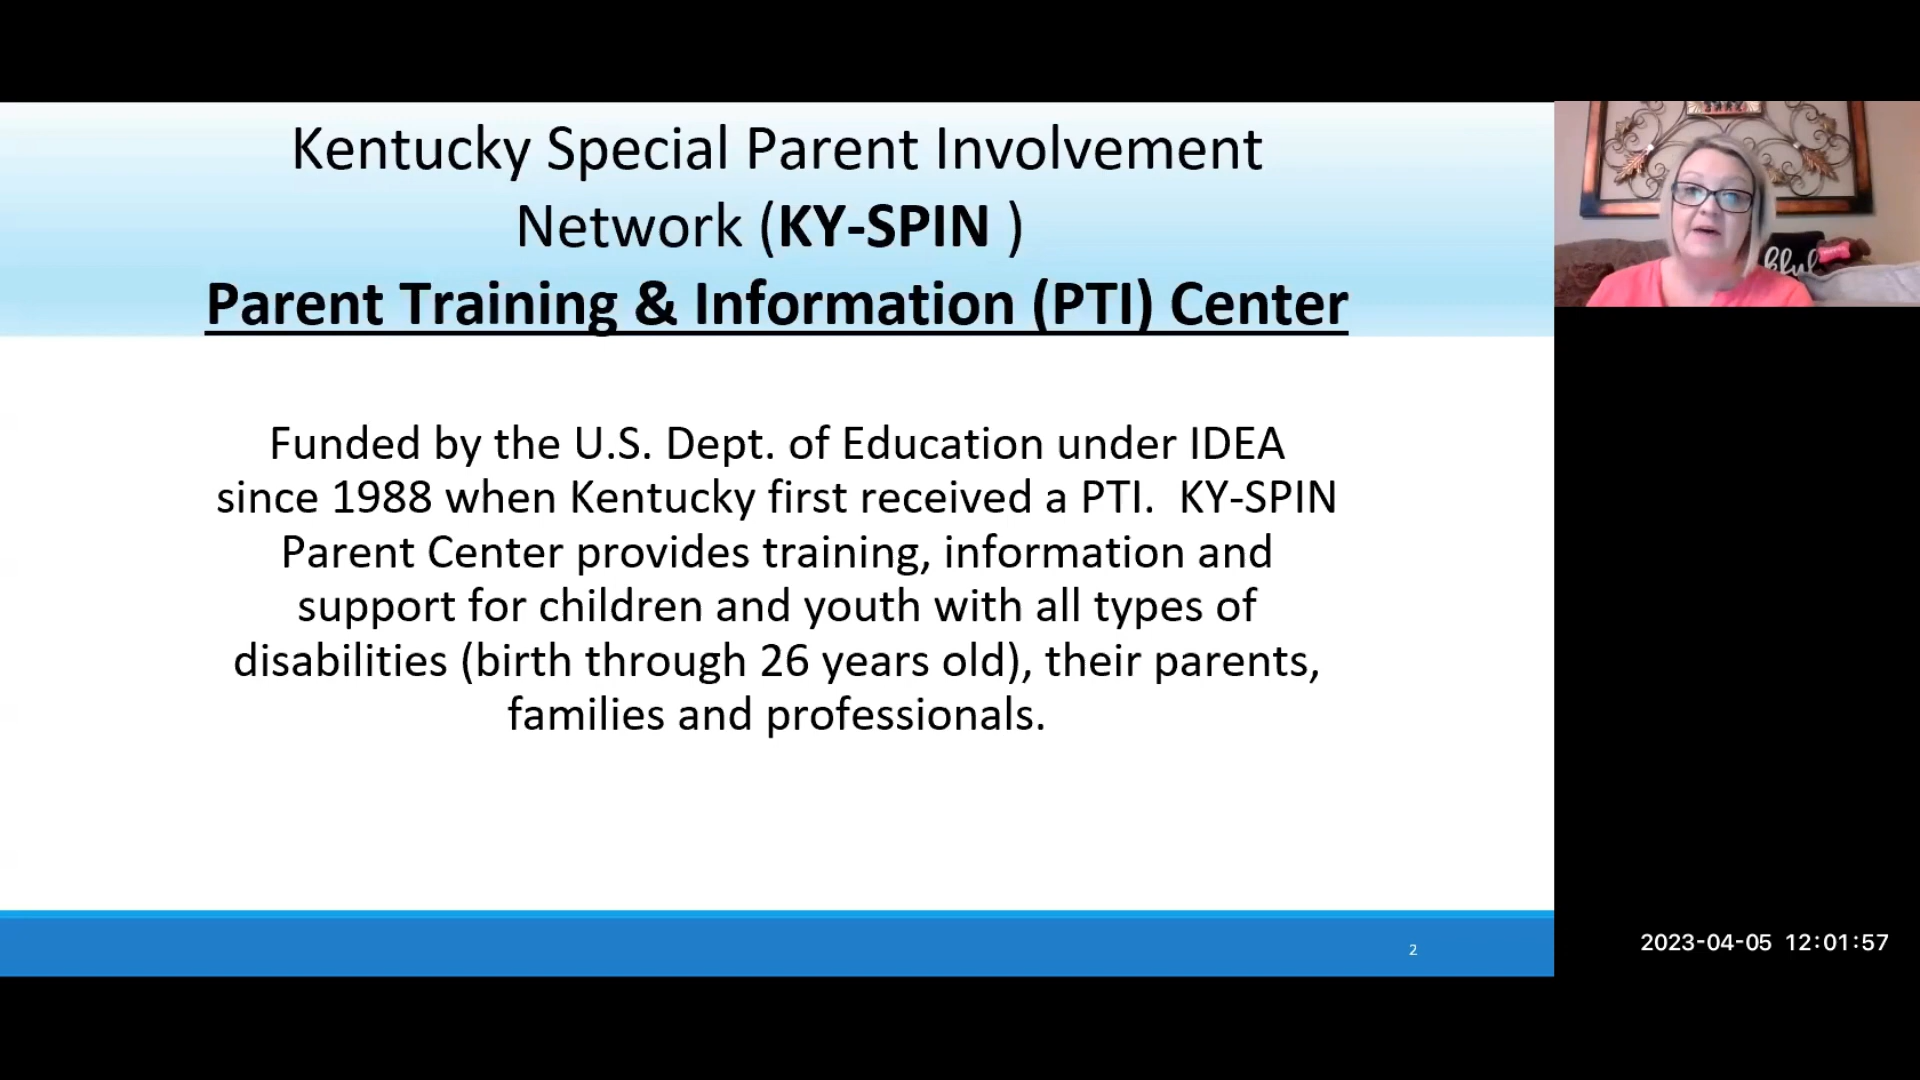 Kentucky Special Parent Involvement
Network (KY-SPIN )
Parent Training & Information (PTI) Center
Funded by the U.S. Dept. of Education under IDEA
since 1988 when Kentucky first received a PTI.  KY-SPIN
Parent Center provides training, information and
support for children and youth with all types of
disabilities (birth through 26 years old), their parents,
families and professionals.
2
2023-04-05 12:01:57